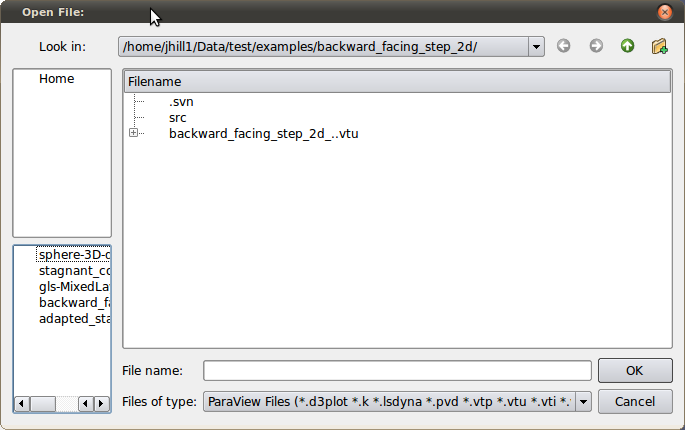 Open File:
Look in: /home/jhill1/Data/test/examples/backward_facing_step_2d/
Home
Filename
.svn
src
backward_facing_step_2d_..vtu
sphere-3D-
stagnant_co
gls-MixedLa
backward_fa
adapted_sta
File name:
OK
Files of type: ParaView Files (*.d3plot *.k *.lsdyna *.pvd *.vtp *.vtu *.vti *.
Cancel